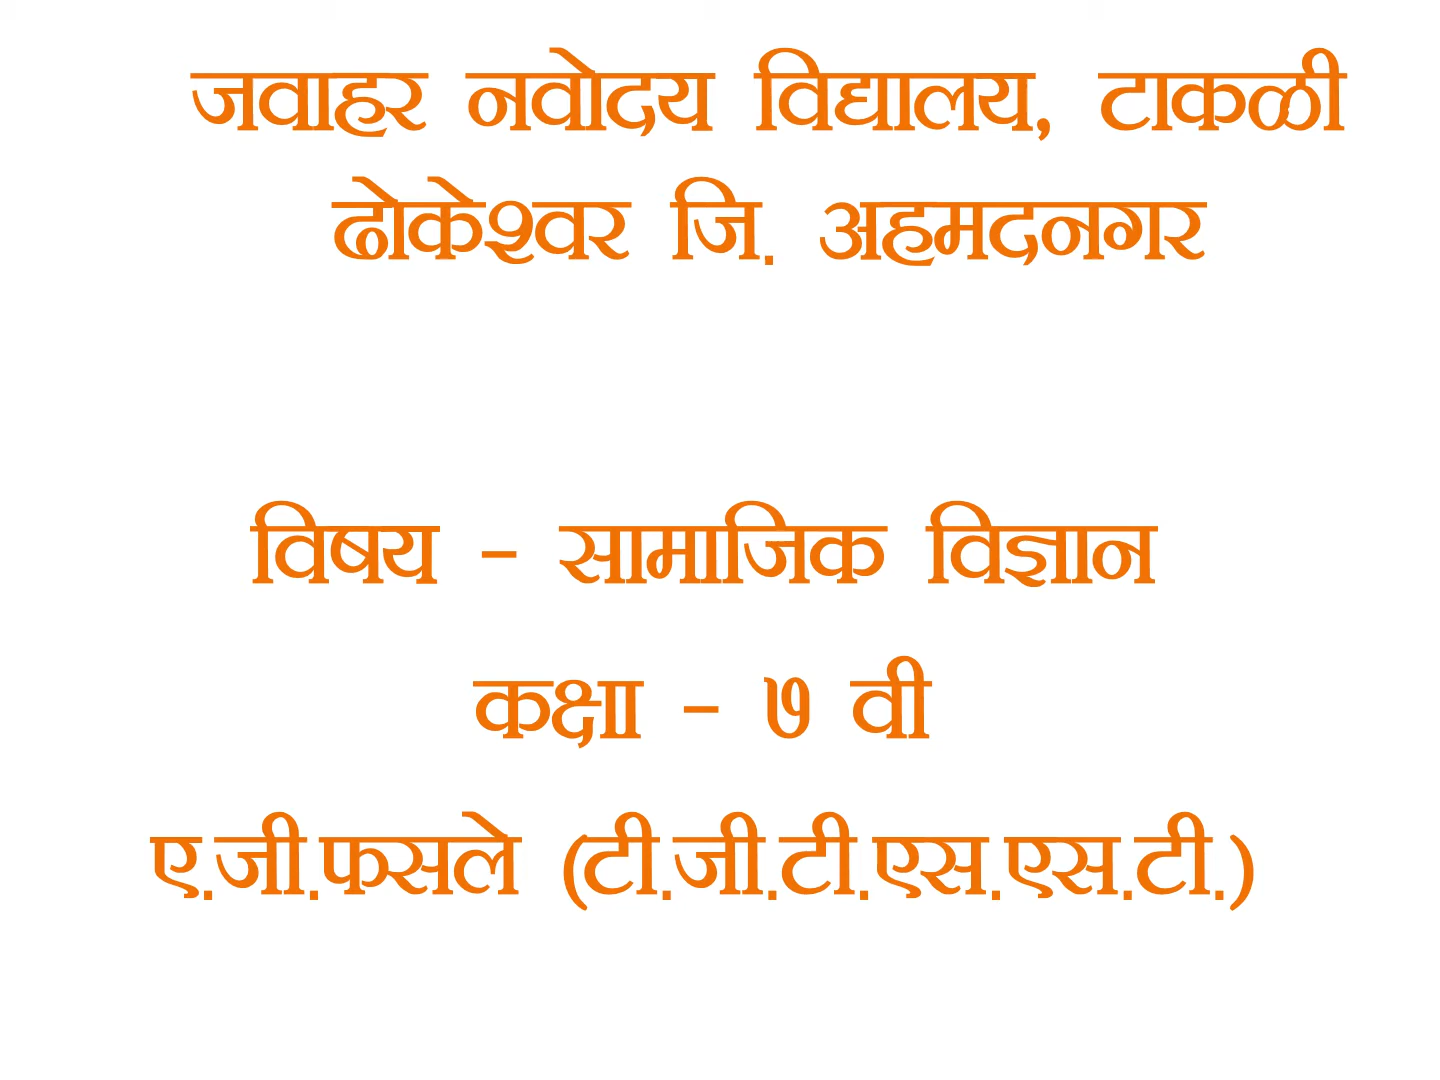 जवाहर नवोदय विद्यालय, टाकळी
ढोकेश्वर जि. अहमदनगर
विषय - सामाजिक विज्ञान
कक्षा - ७ वी
ए.जी.फसले (टी.जी.टी.एस.एस.टी.)